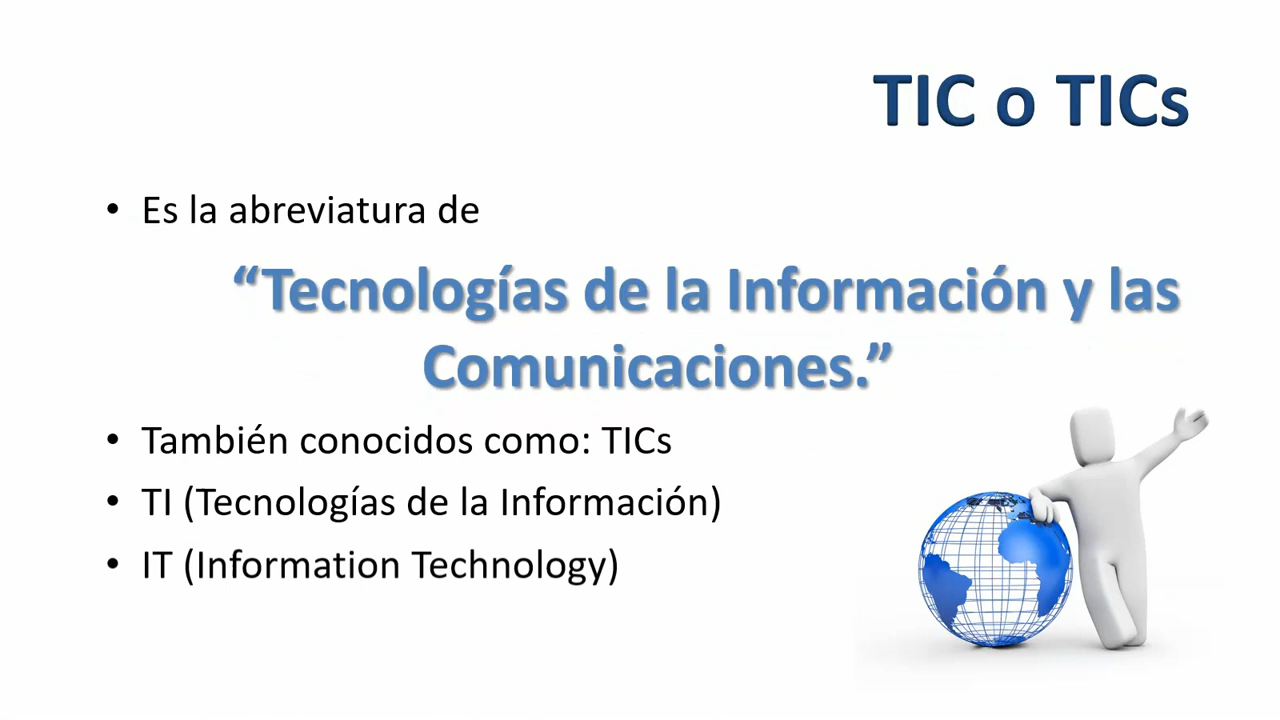 TIC o TICs
• Es la abreviatura de
“Tecnologías de la Información y las
Comunicaciones.”
• También conocidos como: TICs
• TI (Tecnologías de la Información)
• IT (Information Technology)